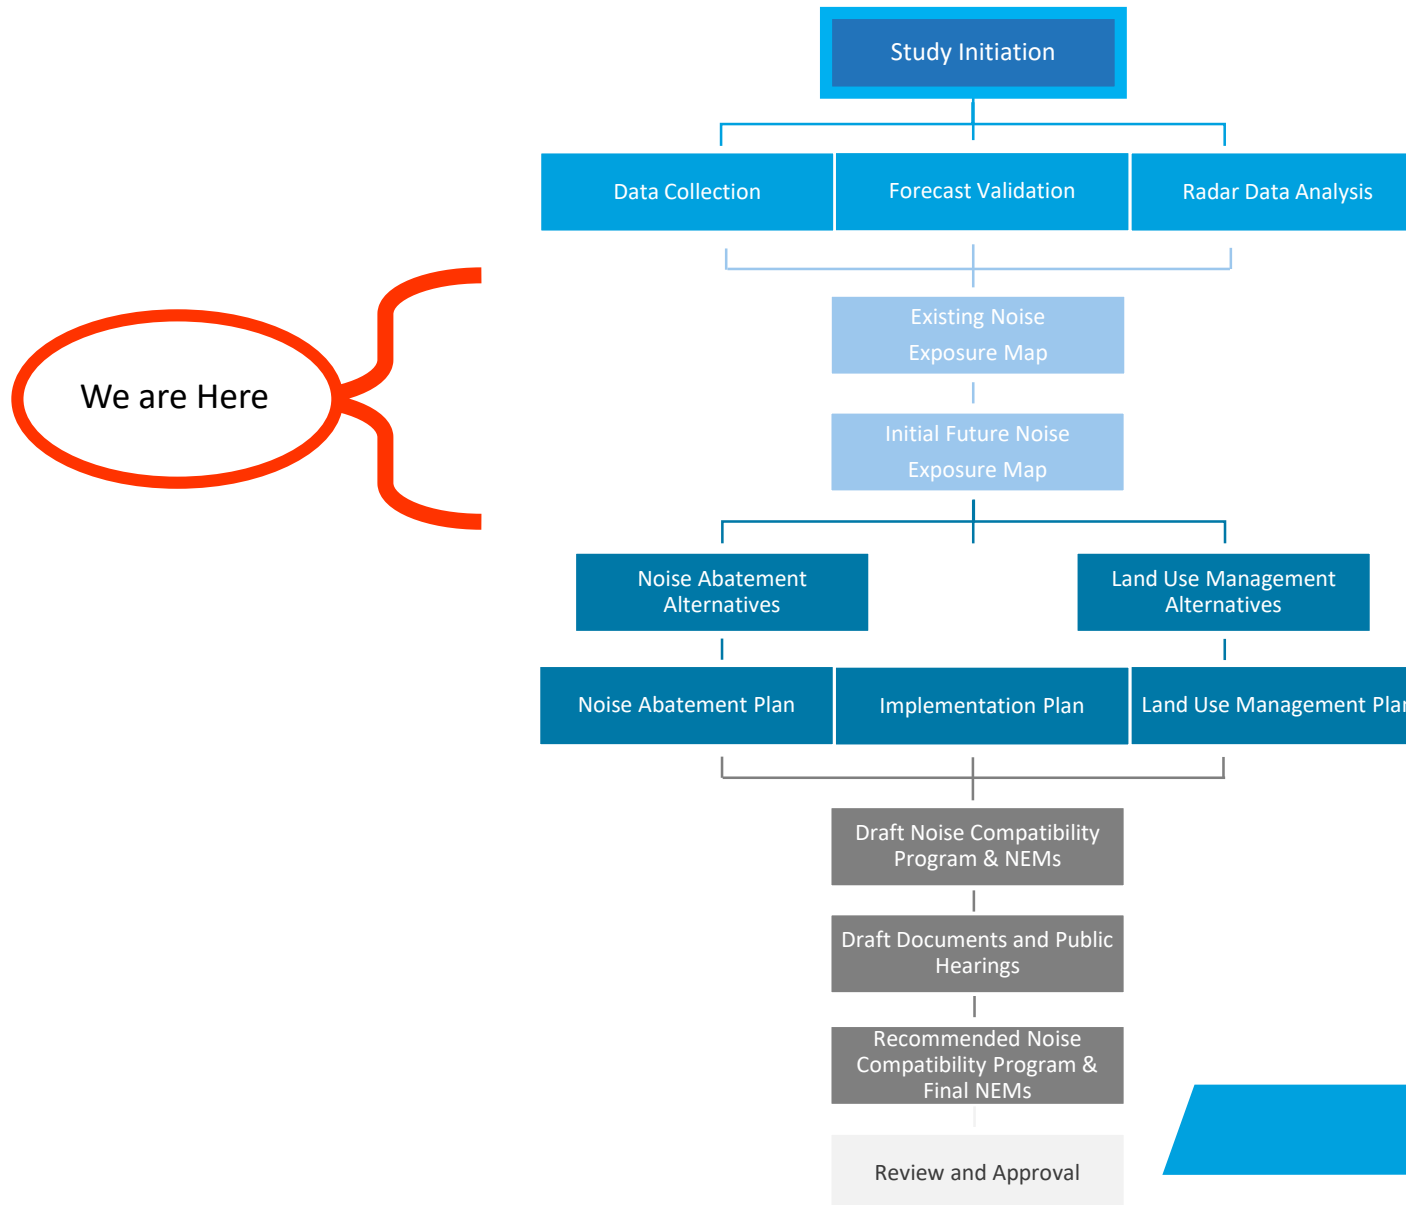 Study Initiation
Data Collection
Forecast Validation
Radar Data Analysis
Existing Noise
Exposure Map
We are Here
Initial Future Noise
Exposure Map
Noise Abatement
Alternatives
Land Use Management
Alternatives
Noise Abatement Plan
Implementation Plan
Land Use Management Plan
Draft Noise Compatibility
Program & NEMs
Draft Documents and Public
Hearings
Recommended Noise
Compatibility Program &
Final NEMs
Review and Approval